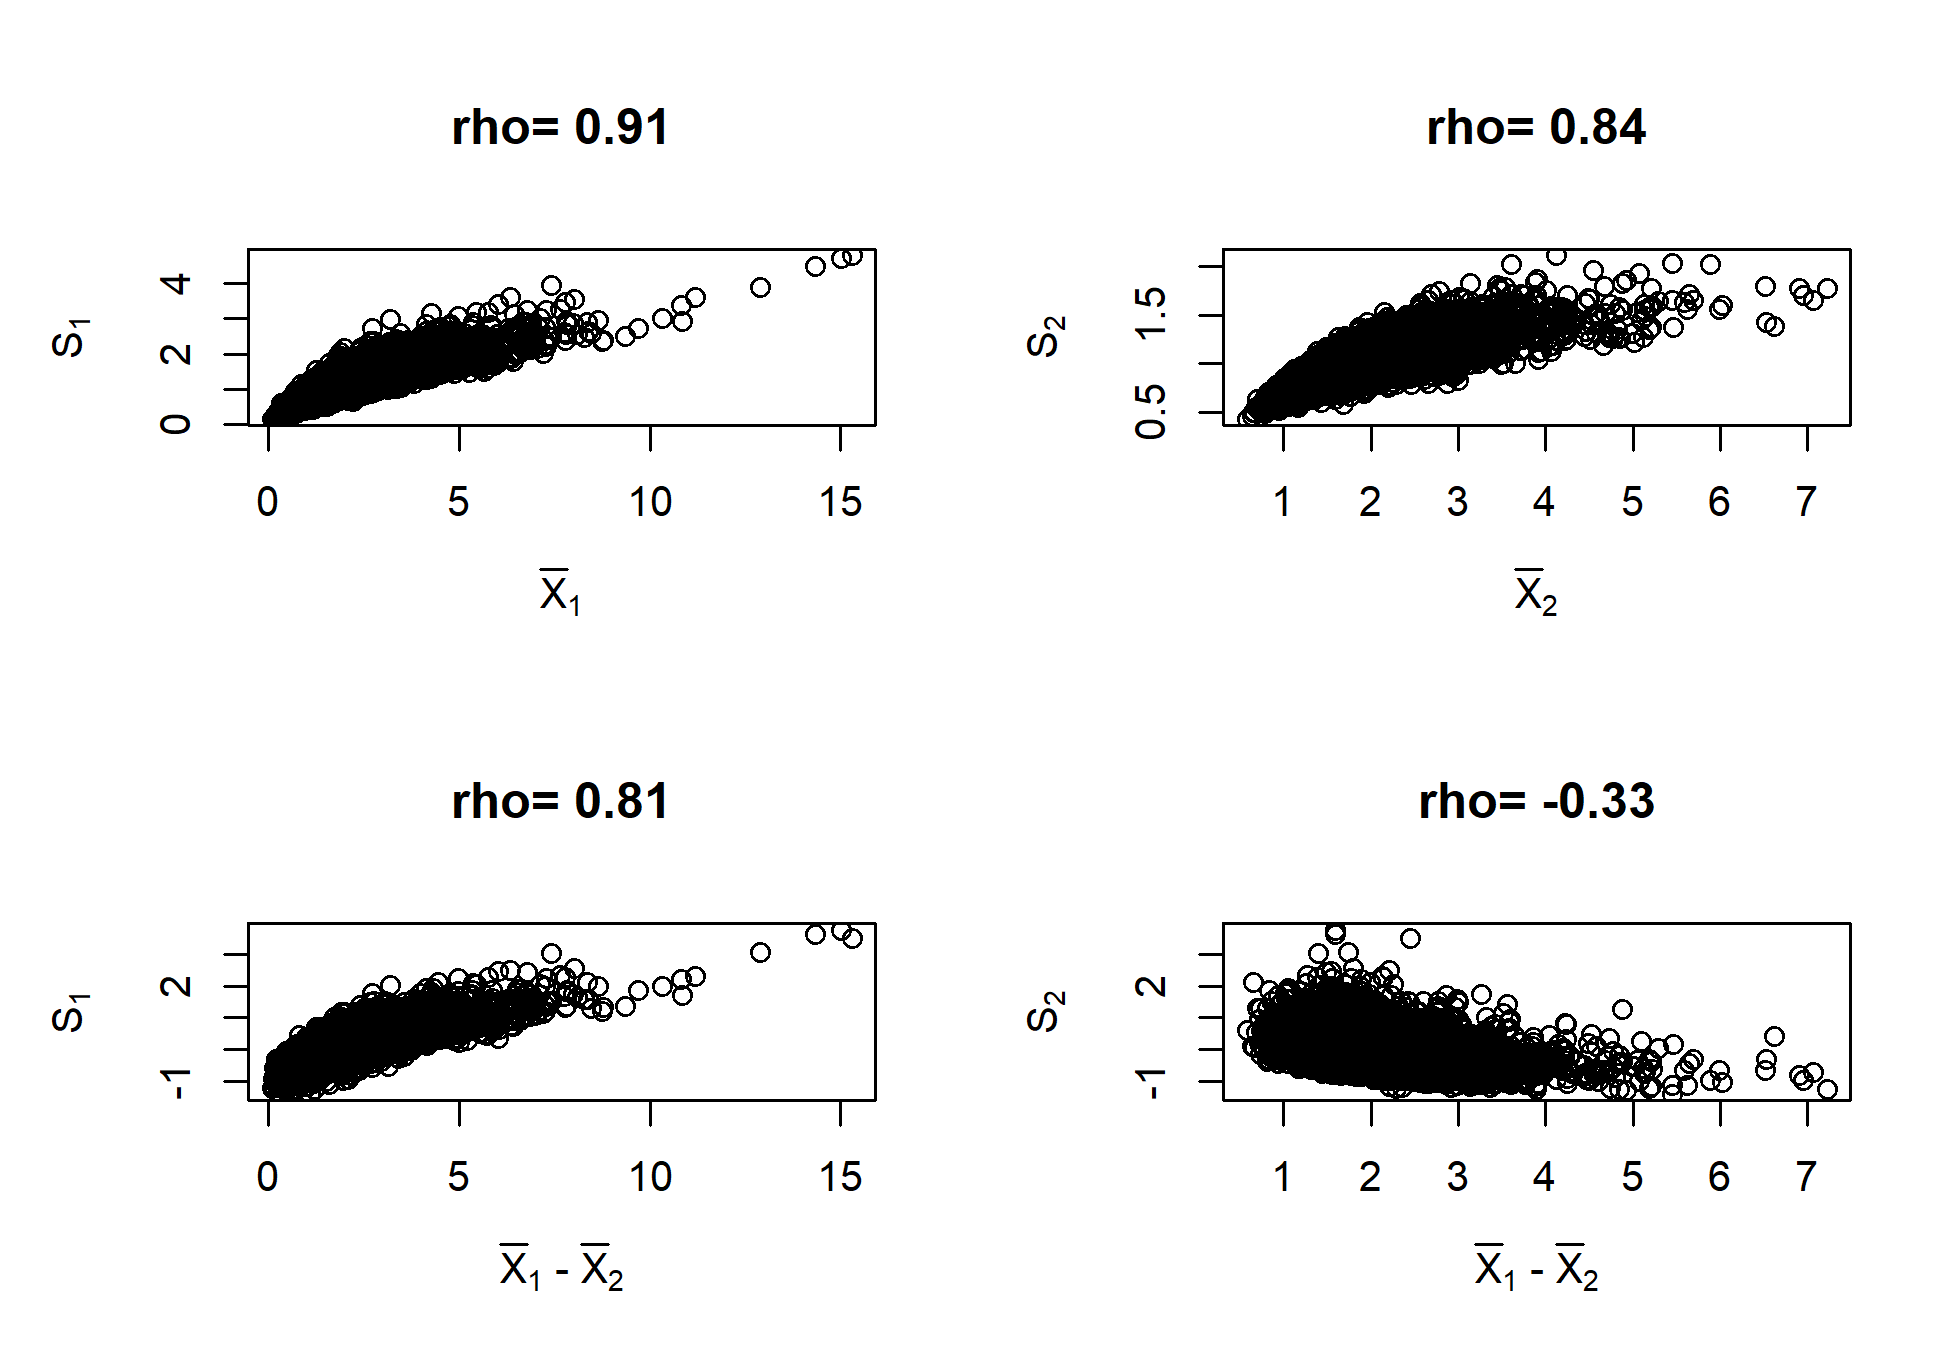 rho= 0.91
S₁
4
2
0
0 5 10 15
X̅₁
rho= 0.84
S₂
1.5
0.5
1 2 3 4 5 6 7
X̅₂
rho= 0.81
S₁
2
-1
0 5 10 15
X̅₁ - X̅₂
rho= -0.33
S₂
2
-1
1 2 3 4 5 6 7
X̅₁ - X̅₂